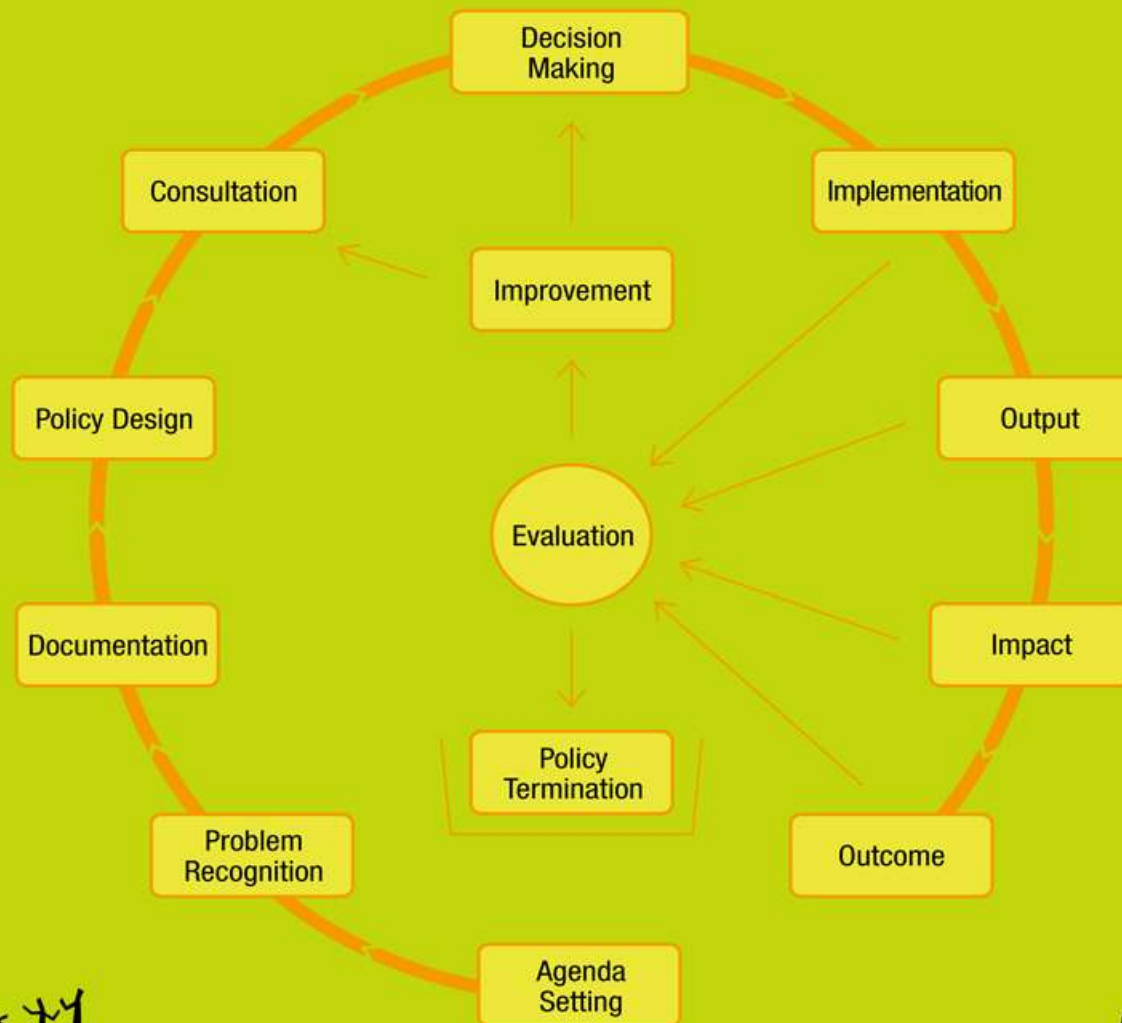 Decision
Making
Consultation
Implementation
Improvement
Policy Design
Output
Evaluation
Documentation
Impact
Policy
Termination
Problem
Recognition
Outcome
Agenda
Setting